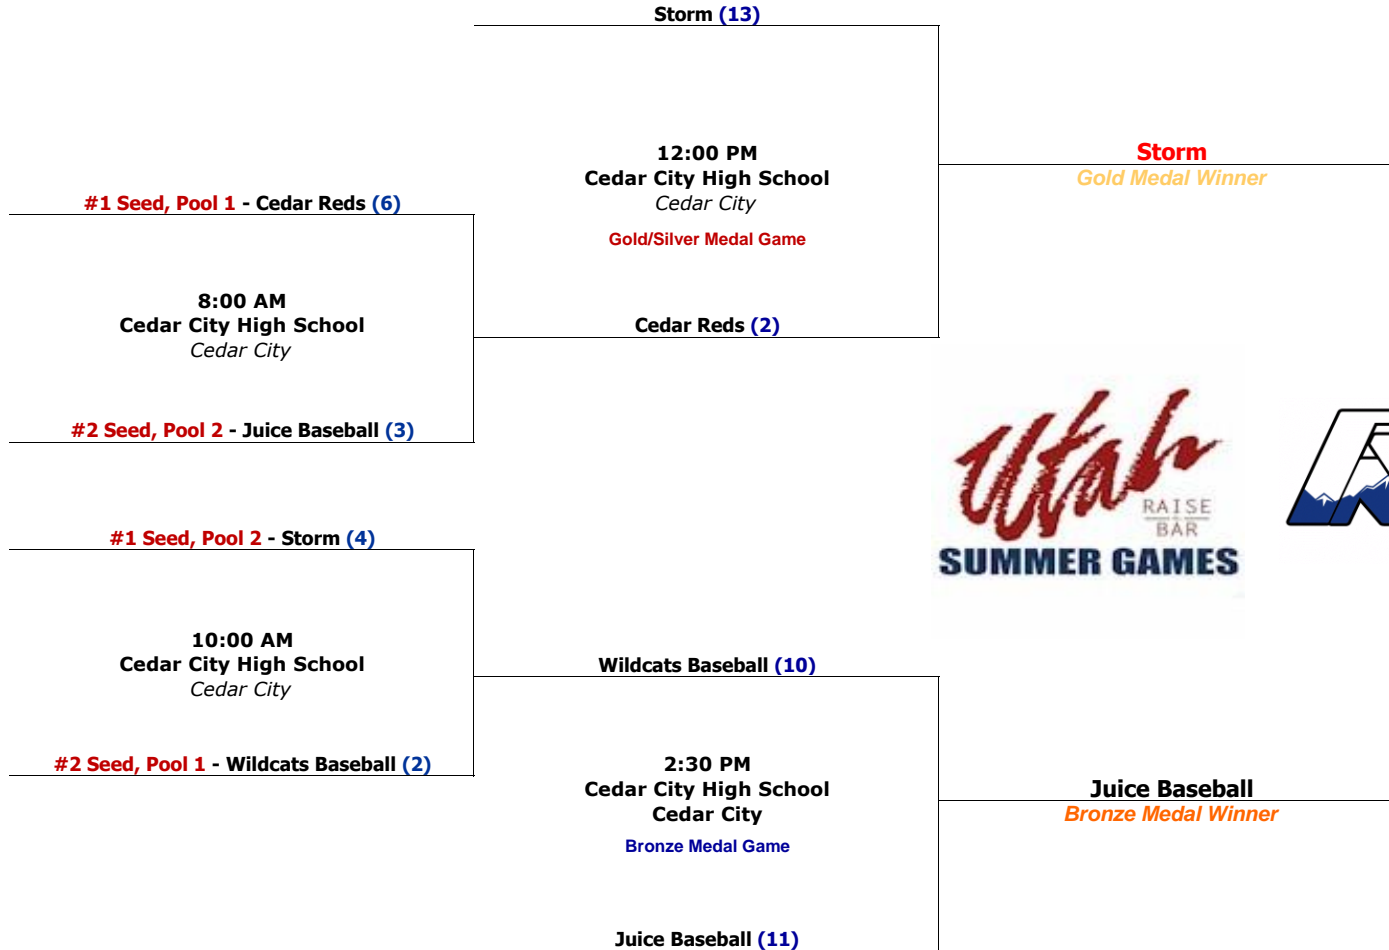 Storm (13)
12:00 PM
Cedar City High School
Cedar City
Gold/Silver Medal Game
Storm
Gold Medal Winner
#1 Seed, Pool 1 - Cedar Reds (6)
8:00 AM
Cedar City High School
Cedar City
Cedar Reds (2)
#2 Seed, Pool 2 - Juice Baseball (3)
Utah
RAISE
BAR
SUMMER GAMES
#1 Seed, Pool 2 - Storm (4)
10:00 AM
Cedar City High School
Cedar City
Wildcats Baseball (10)
#2 Seed, Pool 1 - Wildcats Baseball (2)
2:30 PM
Cedar City High School
Cedar City
Bronze Medal Game
Juice Baseball
Bronze Medal Winner
Juice Baseball (11)